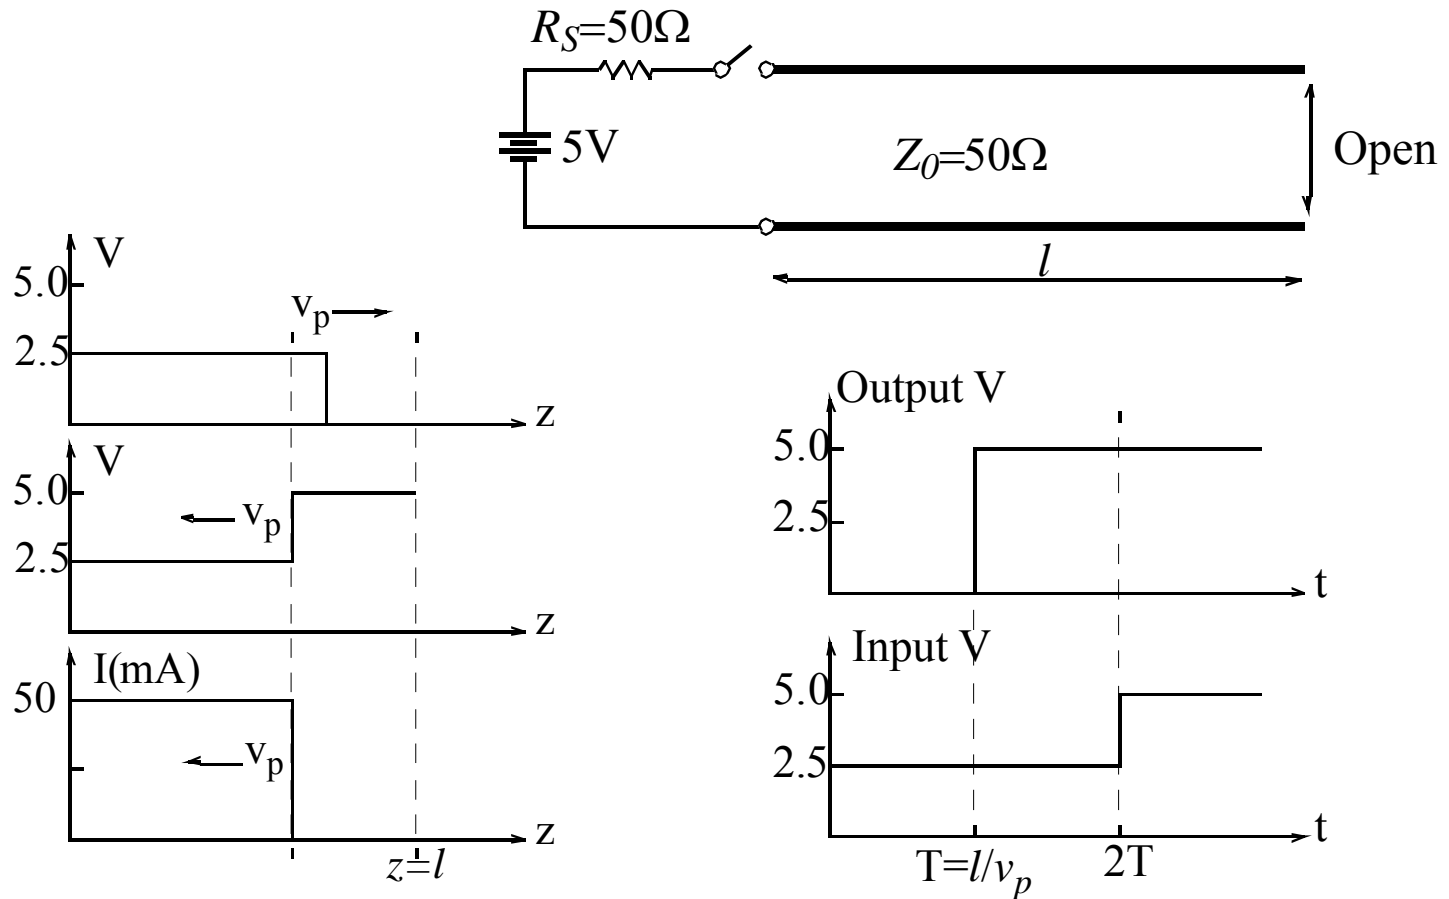 R_S=50Ω
5V
Z_0=50Ω
Open
l
V
5.0
2.5
v_p
z
V
5.0
2.5
v_p
z
I(mA)
50
v_p
z
z=l
Output V
5.0
2.5
t
Input V
5.0
2.5
t
T=l/v_p
2T